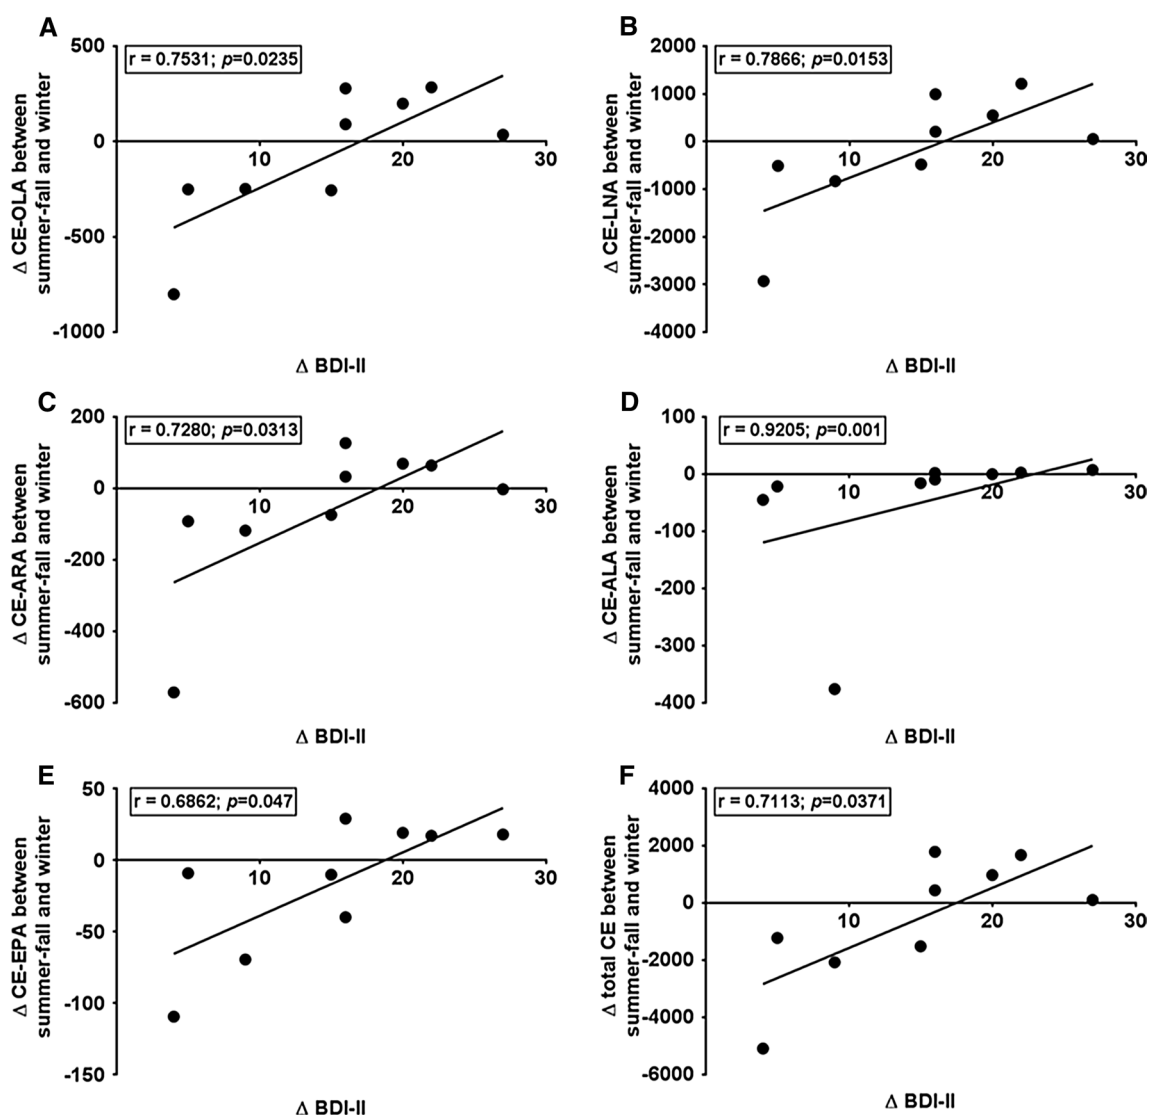 A
r = 0.7531; p=0.0235
Δ CE-OLA between
summer-fall and winter
500
0
-500
-1000
10
20
30
Δ BDI-II
B
r = 0.7866; p=0.0153
Δ CE-LNA between
summer-fall and winter
2000
1000
0
-1000
-2000
-3000
-4000
10
20
30
Δ BDI-II
C
r = 0.7280; p=0.0313
Δ CE-ARA between
summer-fall and winter
200
0
-200
-400
-600
10
20
30
Δ BDI-II
D
r = 0.9205; p=0.001
Δ CE-ALA between
summer-fall and winter
100
0
-100
-200
-300
-400
10
20
30
Δ BDI-II
E
r = 0.6862; p=0.047
Δ CE-EPA between
summer-fall and winter
50
0
-50
-100
-150
10
20
30
Δ BDI-II
F
r = 0.7113; p=0.0371
Δ total CE between
summer-fall and winter
4000
2000
0
-2000
-4000
-6000
10
20
30
Δ BDI-II